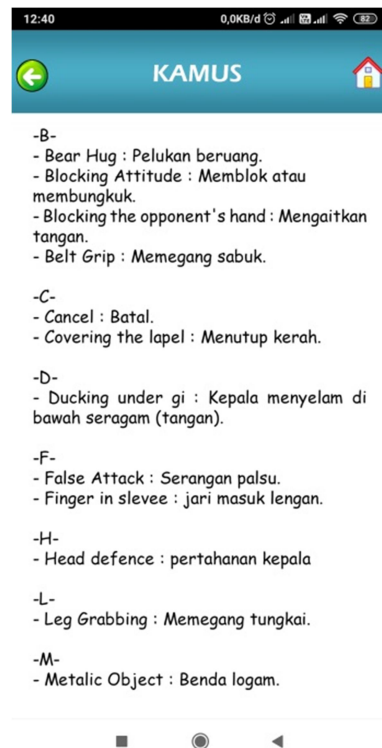 12:40 0,0KB/d 82
KAMUS
-B-
- Bear Hug : Pelukan beruang.
- Blocking Attitude : Memblok atau
membungkuk.
- Blocking the opponent's hand : Mengaitkan
tangan.
- Belt Grip : Memegang sabuk.
-C-
- Cancel : Batal.
- Covering the lapel : Menutup kerah.
-D-
- Ducking under gi : Kepala menyelam di
bawah seragam (tangan).
-F-
- False Attack : Serangan palsu.
- Finger in slevee : jari masuk lengan.
-H-
- Head defence : pertahanan kepala
-L-
- Leg Grabbing : Memegang tungkai.
-M-
- Metalic Object : Benda logam.